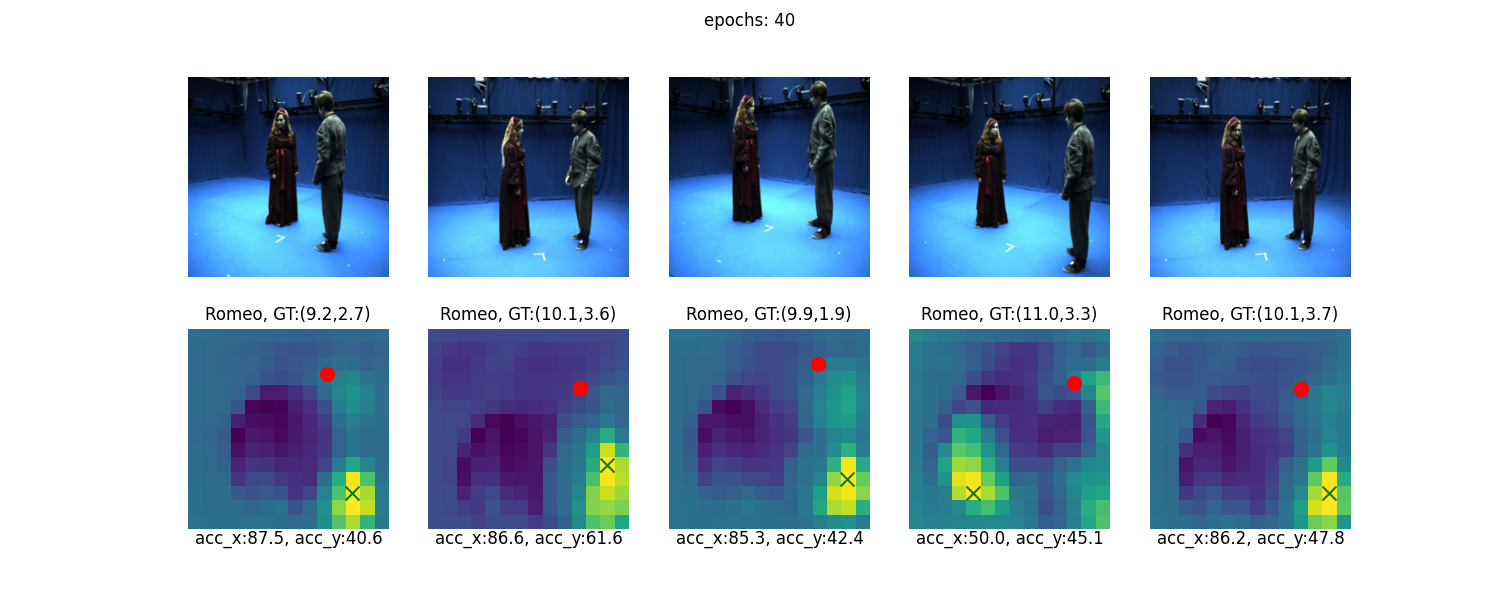 epochs: 40
Romeo, GT:(9.2,2.7)
Romeo, GT:(10.1,3.6)
Romeo, GT:(9.9,1.9)
Romeo, GT:(11.0,3.3)
Romeo, GT:(10.1,3.7)
acc_x:87.5, acc_y:40.6
acc_x:86.6, acc_y:61.6
acc_x:85.3, acc_y:42.4
acc_x:50.0, acc_y:45.1
acc_x:86.2, acc_y:47.8